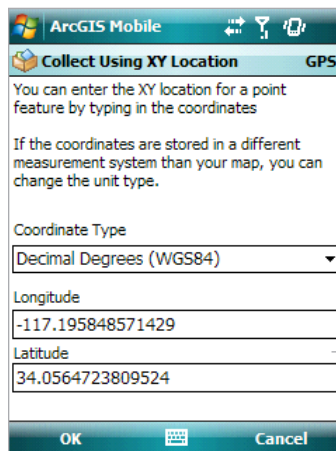 ArcGIS Mobile
Collect Using XY Location GPS
You can enter the XY location for a point
feature by typing in the coordinates
If the coordinates are stored in a different
measurement system than your map, you can
change the unit type.
Coordinate Type
Decimal Degrees (WGS84)
Longitude
-117.195848571429
Latitude
34.0564723809524
OK Cancel